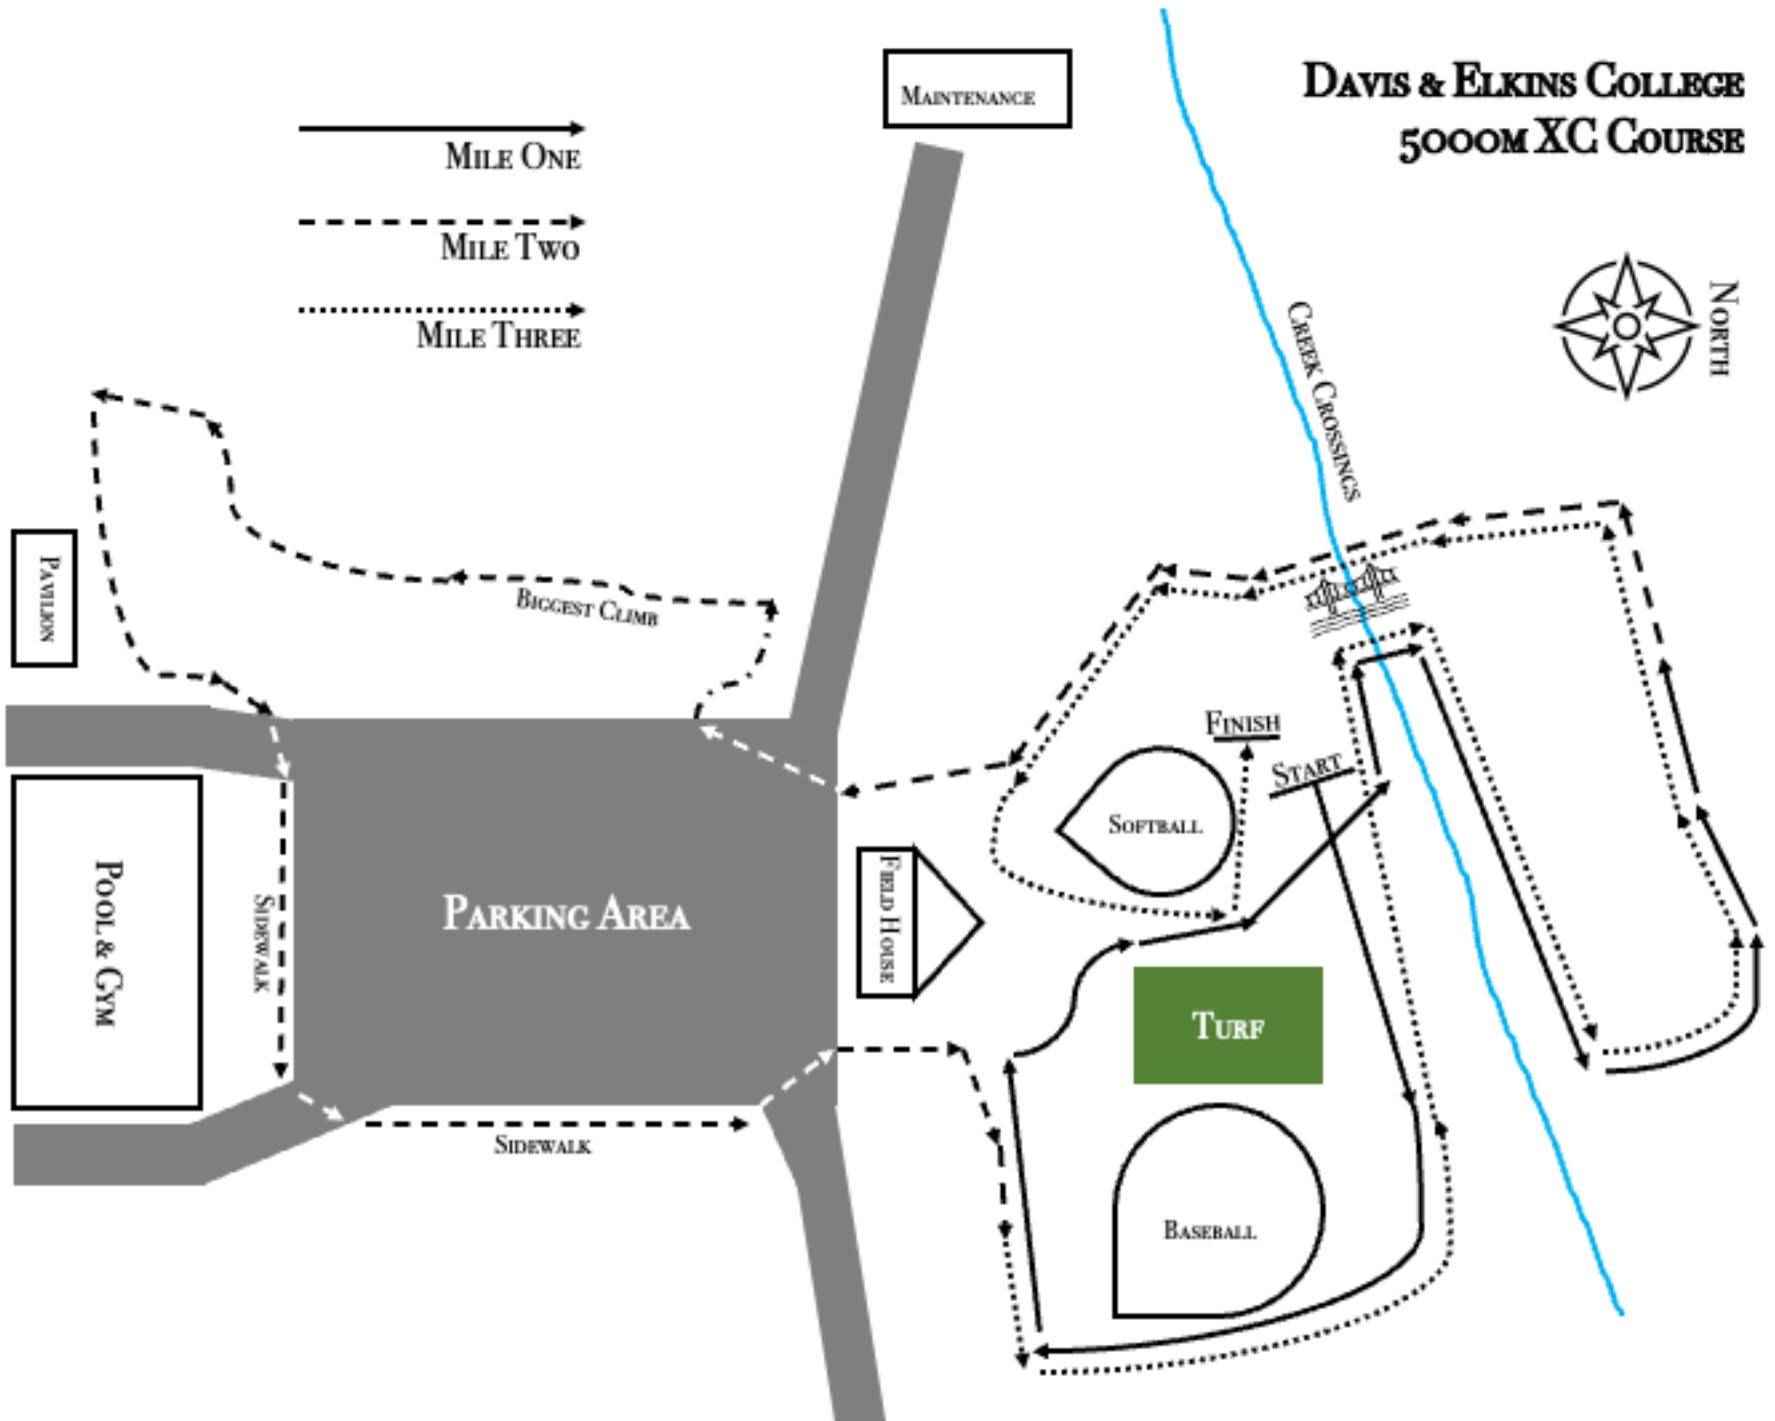 Davis & Elkins College
5000m XC Course
Maintenance
Mile One
Mile Two
Mile Three
North
Creek Crossings
Pavilion
Biggest Climb
Finish
Start
Softball
Pool & Gym
Sidewalk
Parking Area
Field House
Turf
Sidewalk
Baseball